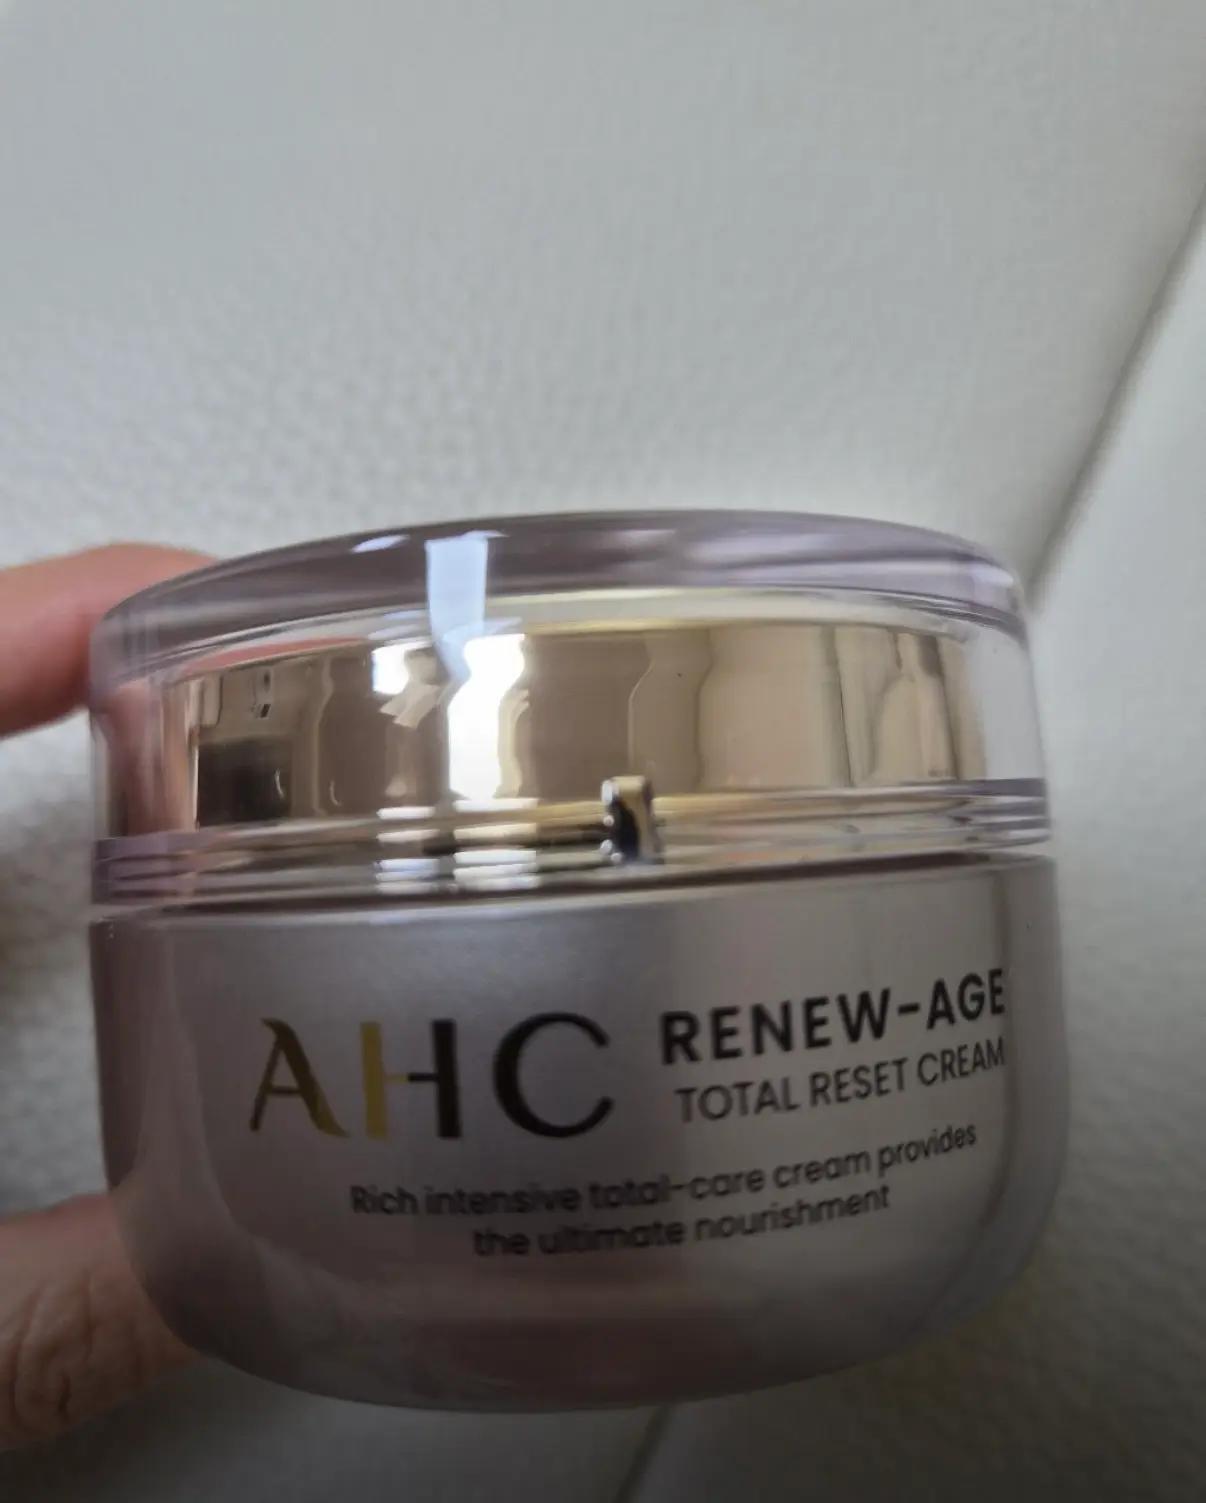 AHC
RENEW-AGE
TOTAL RESET CREAM
Rich intensive total-care cream provides
the ultimate nourishment